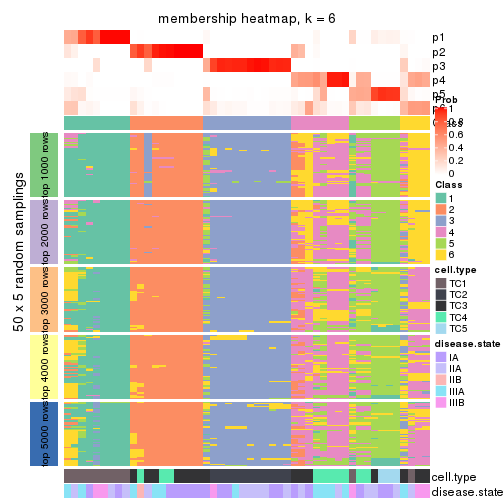 membership heatmap, k = 6
p1
p2
p3
p4
p5
p6
Prob
1
0.8
0.6
0.4
0.2
0
Class
1
2
3
4
5
6
cell.type
TC1
TC2
TC3
TC4
TC5
disease.state
IA
IIA
IIB
IIIA
IIIB
50 x 5 random samplings
top 1000 rows
top 2000 rows
top 3000 rows
top 4000 rows
top 5000 rows
cell.type
disease.state